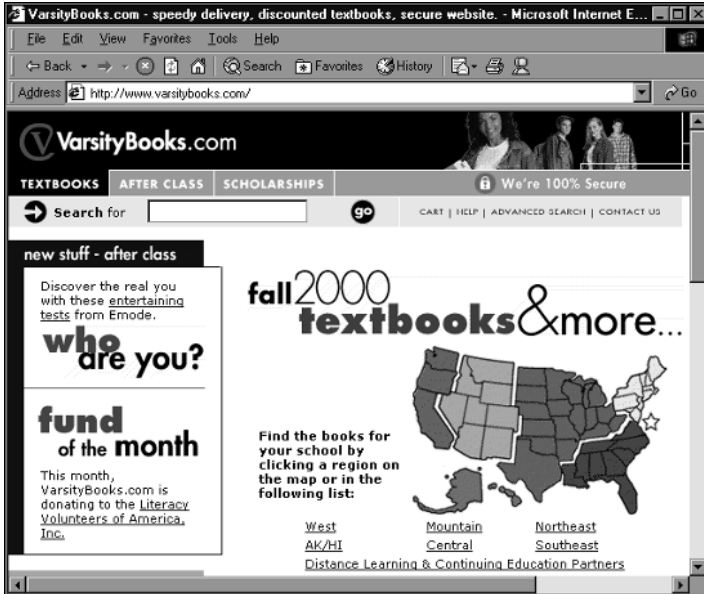 VarsityBooks.com - speedy delivery, discounted textbooks, secure website. - Microsoft Internet E...
File Edit View Favorites Tools Help
Back Search Favorites History
Address http://www.varsitybooks.com/ Go
VarsityBooks.com
TEXTBOOKS AFTER CLASS SCHOLARSHIPS We're 100% Secure
Search for go CART | HELP | ADVANCED SEARCH | CONTACT US
new stuff - after class
Discover the real you
with these entertaining
tests from Emode.
who
are you?
fund
of the month
This month,
VarsityBooks.com is
donating to the Literacy
Volunteers of America,
Inc.
fall 2000
textbooks & more...
Find the books for
your school by
clicking a region on
the map or in the
following list:
West Mountain Northeast
AK/HI Central Southeast
Distance Learning & Continuing Education Partners